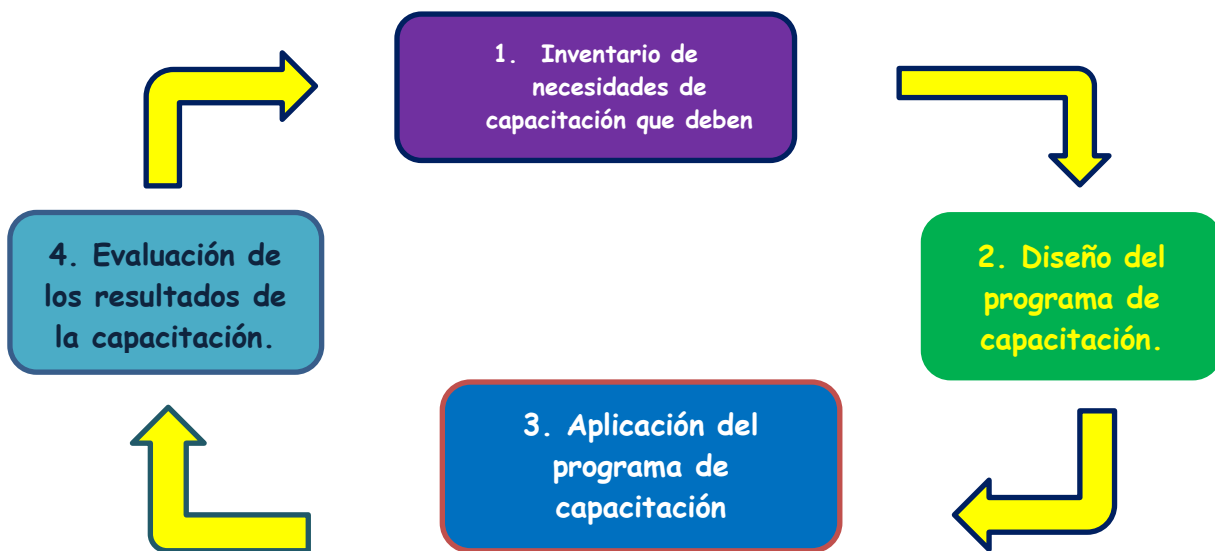 1. Inventario de
necesidades de
capacitación que deben
2. Diseño del
programa de
capacitación.
3. Aplicación del
programa de
capacitación
4. Evaluación de
los resultados de
la capacitación.